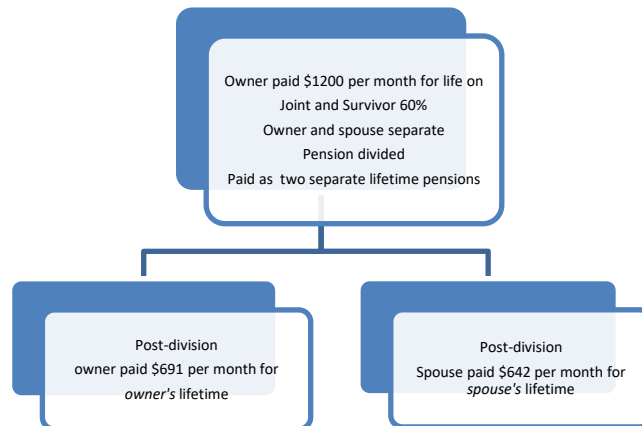 Owner paid $1200 per month for life on
Joint and Survivor 60%
Owner and spouse separate
Pension divided
Paid as two separate lifetime pensions
Post-division
owner paid $691 per month for
owner's lifetime
Post-division
Spouse paid $642 per month for
spouse's lifetime